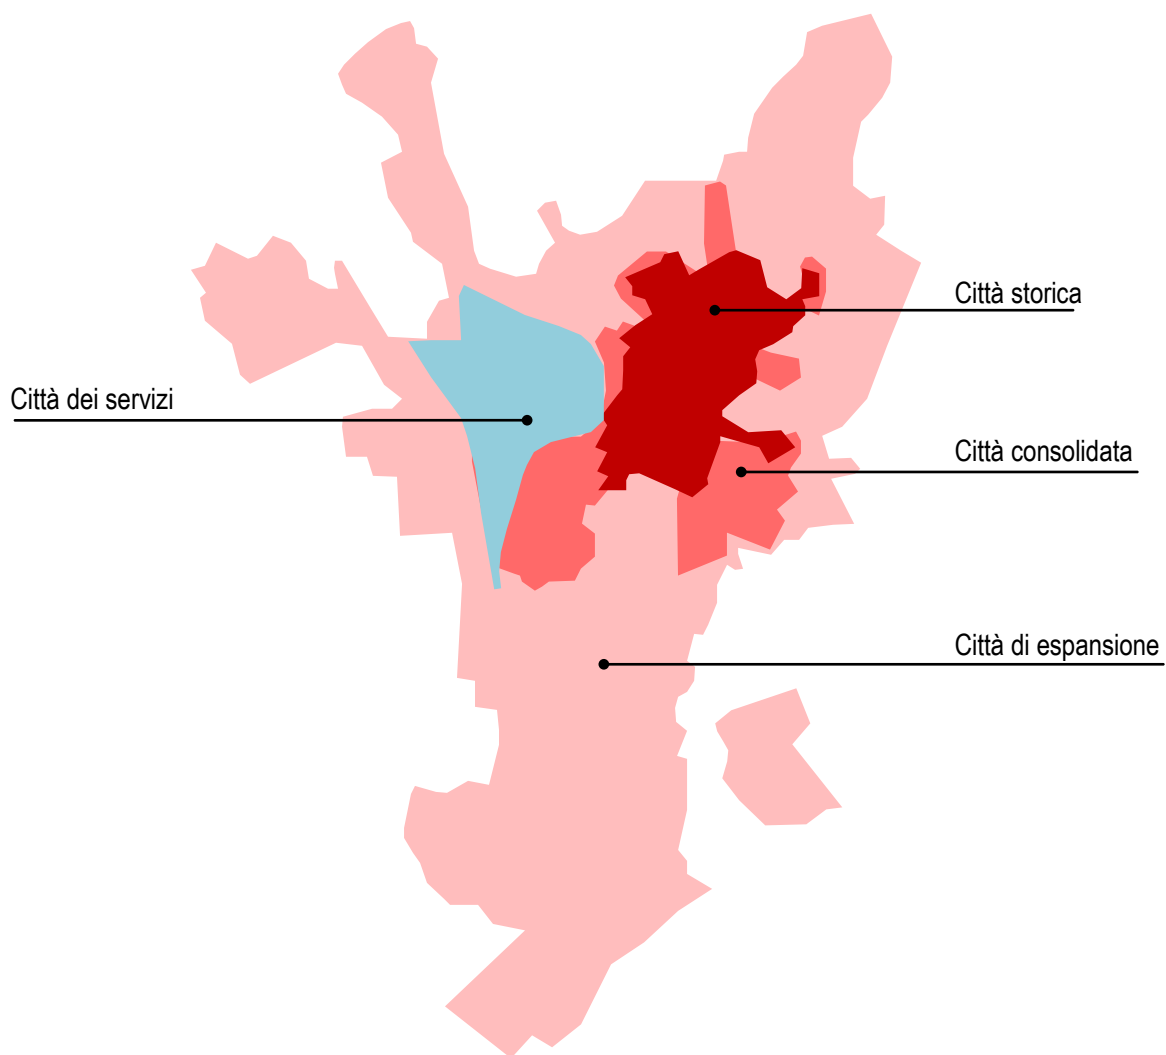 Città storica
Città dei servizi
Città consolidata
Città di espansione